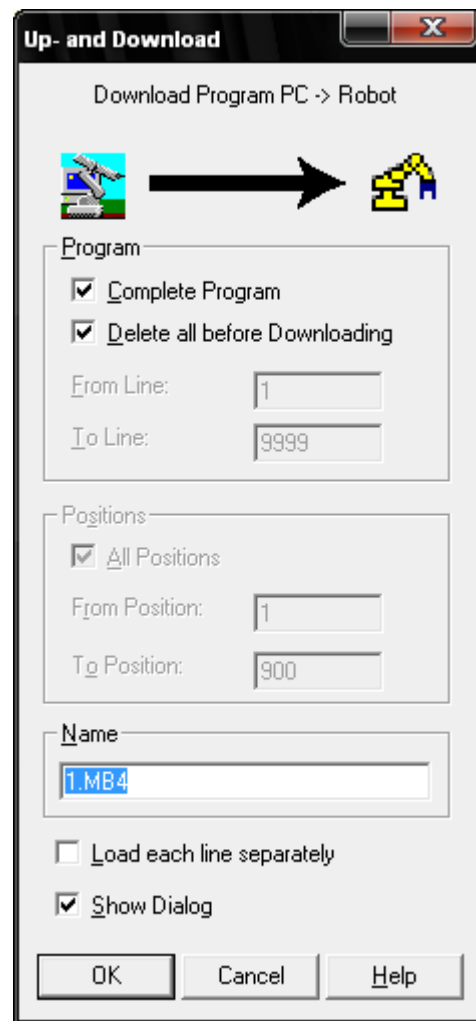 Up- and Download
Download Program PC -> Robot
Program
Complete Program
Delete all before Downloading
From Line: 1
To Line: 9999
Positions
All Positions
From Position: 1
To Position: 900
Name
1.MB4
Load each line separately
Show Dialog
OK Cancel Help